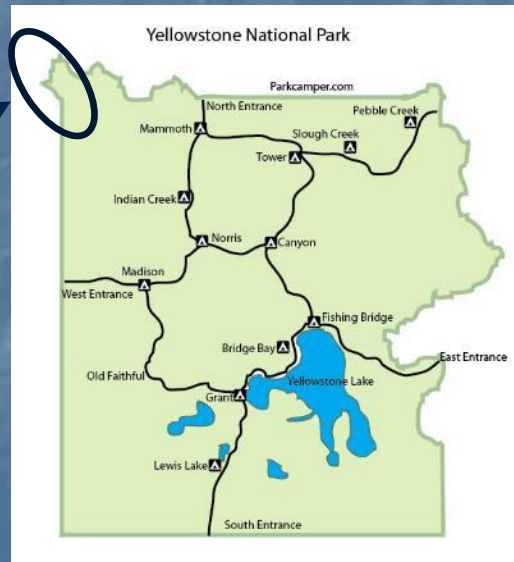 Yellowstone National Park
Parkcamper.com
North Entrance
Pebble Creek
Mammoth
Slough Creek
Tower
Indian Creek
Norris
Canyon
Madison
West Entrance
Fishing Bridge
Bridge Bay
East Entrance
Old Faithful
Yellowstone Lake
Grant
Lewis Lake
South Entrance